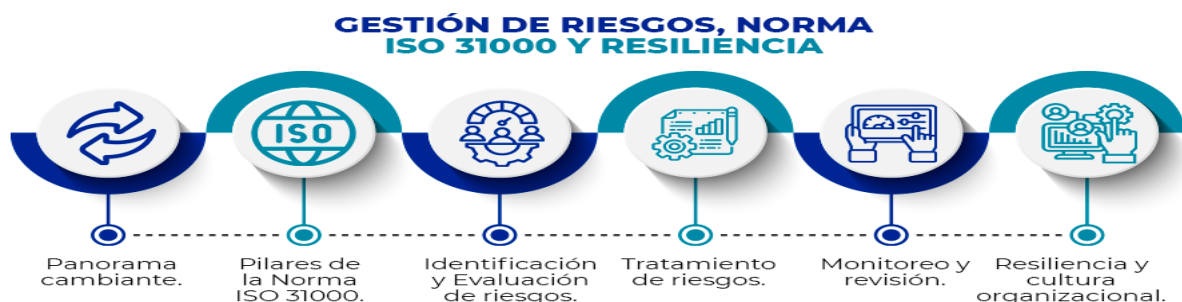 GESTIÓN DE RIESGOS, NORMA
ISO 31000 Y RESILIENCIA
ISO
Panorama
cambiante.
Pilares de
la Norma
ISO 31000.
Identificación
y Evaluación
de riesgos.
Tratamiento
de riesgos.
Monitoreo y
revisión.
Resiliencia y
cultura
organizacional.